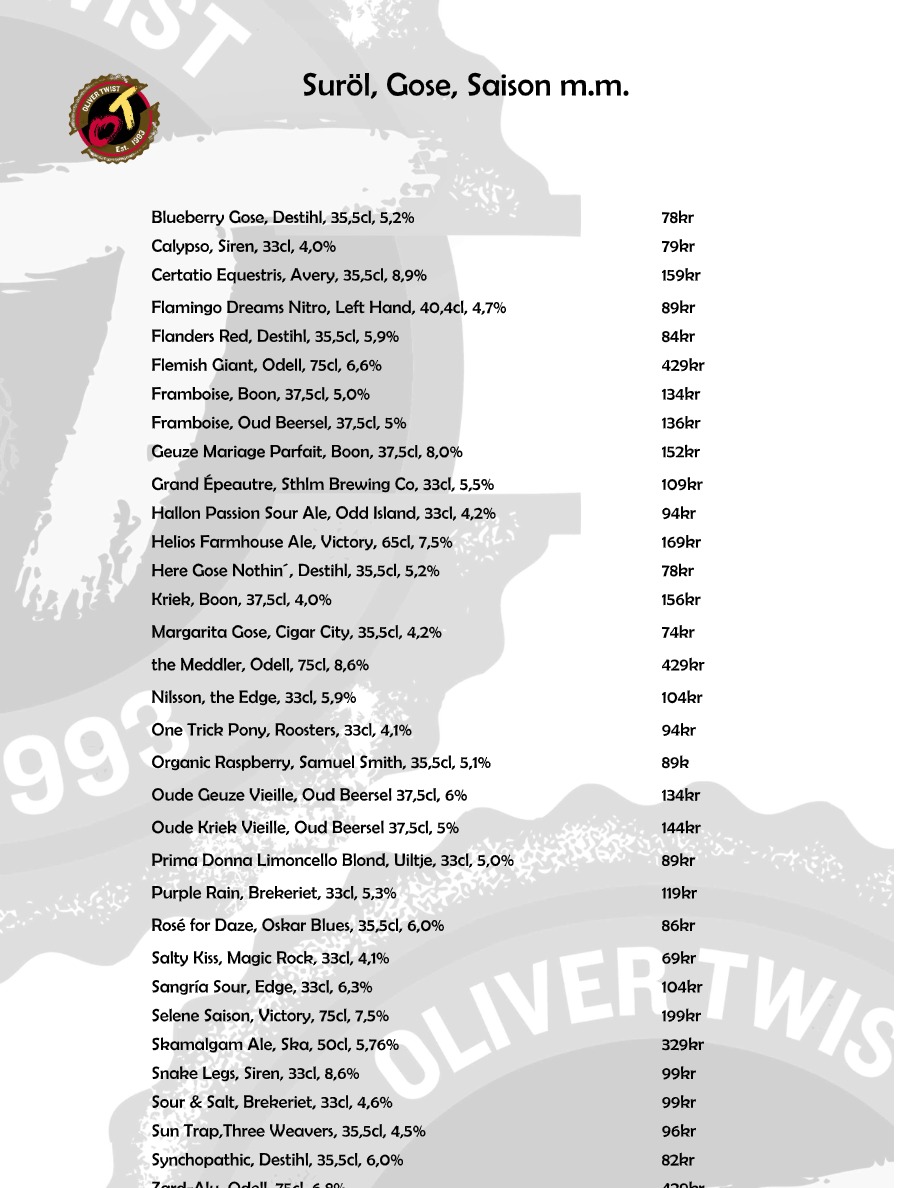 TWIST
OLIVER TWIST
OT
Est. 1993
Suröl, Gose, Saison m.m.
Blueberry Gose, Destihl, 35,5cl, 5,2% 78kr
Calypso, Siren, 33cl, 4,0% 79kr
Certatio Equestris, Avery, 35,5cl, 8,9% 159kr
Flamingo Dreams Nitro, Left Hand, 40,4cl, 4,7% 89kr
Flanders Red, Destihl, 35,5cl, 5,9% 84kr
Flemish Giant, Odell, 75cl, 6,6% 429kr
Framboise, Boon, 37,5cl, 5,0% 134kr
Framboise, Oud Beersel, 37,5cl, 5% 136kr
Geuze Mariage Parfait, Boon, 37,5cl, 8,0% 152kr
Grand Épeautre, Sthlm Brewing Co, 33cl, 5,5% 109kr
Hallon Passion Sour Ale, Odd Island, 33cl, 4,2% 94kr
Helios Farmhouse Ale, Victory, 65cl, 7,5% 169kr
Here Gose Nothin´, Destihl, 35,5cl, 5,2% 78kr
Kriek, Boon, 37,5cl, 4,0% 156kr
Margarita Gose, Cigar City, 35,5cl, 4,2% 74kr
the Meddler, Odell, 75cl, 8,6% 429kr
Nilsson, the Edge, 33cl, 5,9% 104kr
One Trick Pony, Roosters, 33cl, 4,1% 94kr
Organic Raspberry, Samuel Smith, 35,5cl, 5,1% 89k
Oude Geuze Vieille, Oud Beersel 37,5cl, 6% 134kr
Oude Kriek Vieille, Oud Beersel 37,5cl, 5% 144kr
Prima Donna Limoncello Blond, Uiltje, 33cl, 5,0% 89kr
Purple Rain, Brekeriet, 33cl, 5,3% 119kr
Rosé for Daze, Oskar Blues, 35,5cl, 6,0% 86kr
Salty Kiss, Magic Rock, 33cl, 4,1% 69kr
Sangría Sour, Edge, 33cl, 6,3% 104kr
Selene Saison, Victory, 75cl, 7,5% 199kr
Skamalgam Ale, Ska, 50cl, 5,76% 329kr
Snake Legs, Siren, 33cl, 8,6% 99kr
Sour & Salt, Brekeriet, 33cl, 4,6% 99kr
Sun Trap,Three Weavers, 35,5cl, 4,5% 96kr
Synchopathic, Destihl, 35,5cl, 6,0% 82kr
1993
OLIVER TWIS